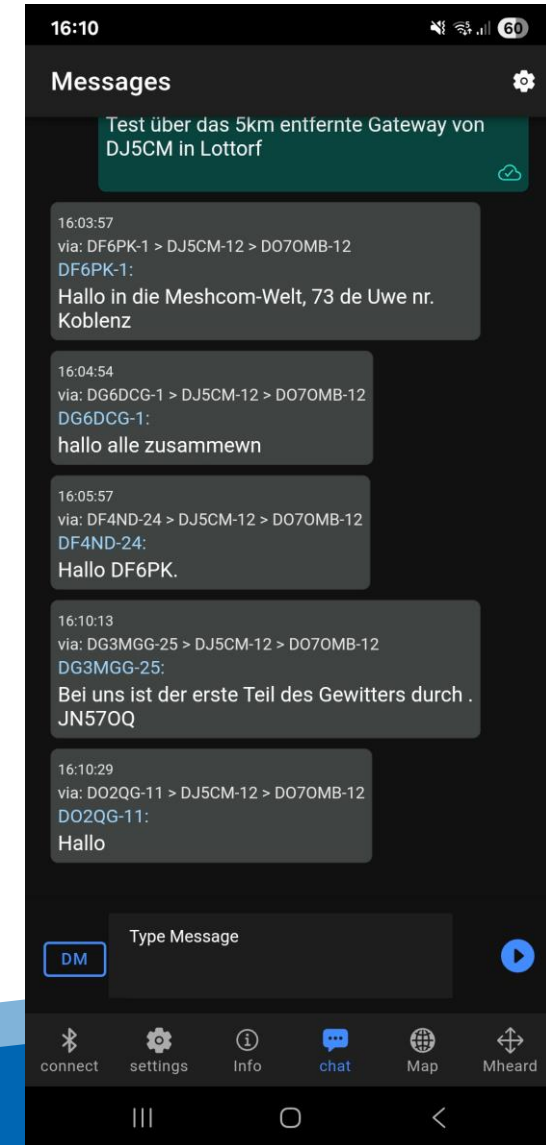 16:10
60
Messages
Test über das 5km entfernte Gateway von
DJ5CM in Lottorf
16:03:57
via: DF6PK-1 > DJ5CM-12 > DO7OMB-12
DF6PK-1:
Hallo in die Meshcom-Welt, 73 de Uwe nr.
Koblenz
16:04:54
via: DG6DCG-1 > DJ5CM-12 > DO7OMB-12
DG6DCG-1:
hallo alle zusammewn
16:05:57
via: DF4ND-24 > DJ5CM-12 > DO7OMB-12
DF4ND-24:
Hallo DF6PK.
16:10:13
via: DG3MGG-25 > DJ5CM-12 > DO7OMB-12
DG3MGG-25:
Bei uns ist der erste Teil des Gewitters durch .
JN57OQ
16:10:29
via: DO2QG-11 > DJ5CM-12 > DO7OMB-12
DO2QG-11:
Hallo
DM
Type Message
connect settings Info chat Map Mheard